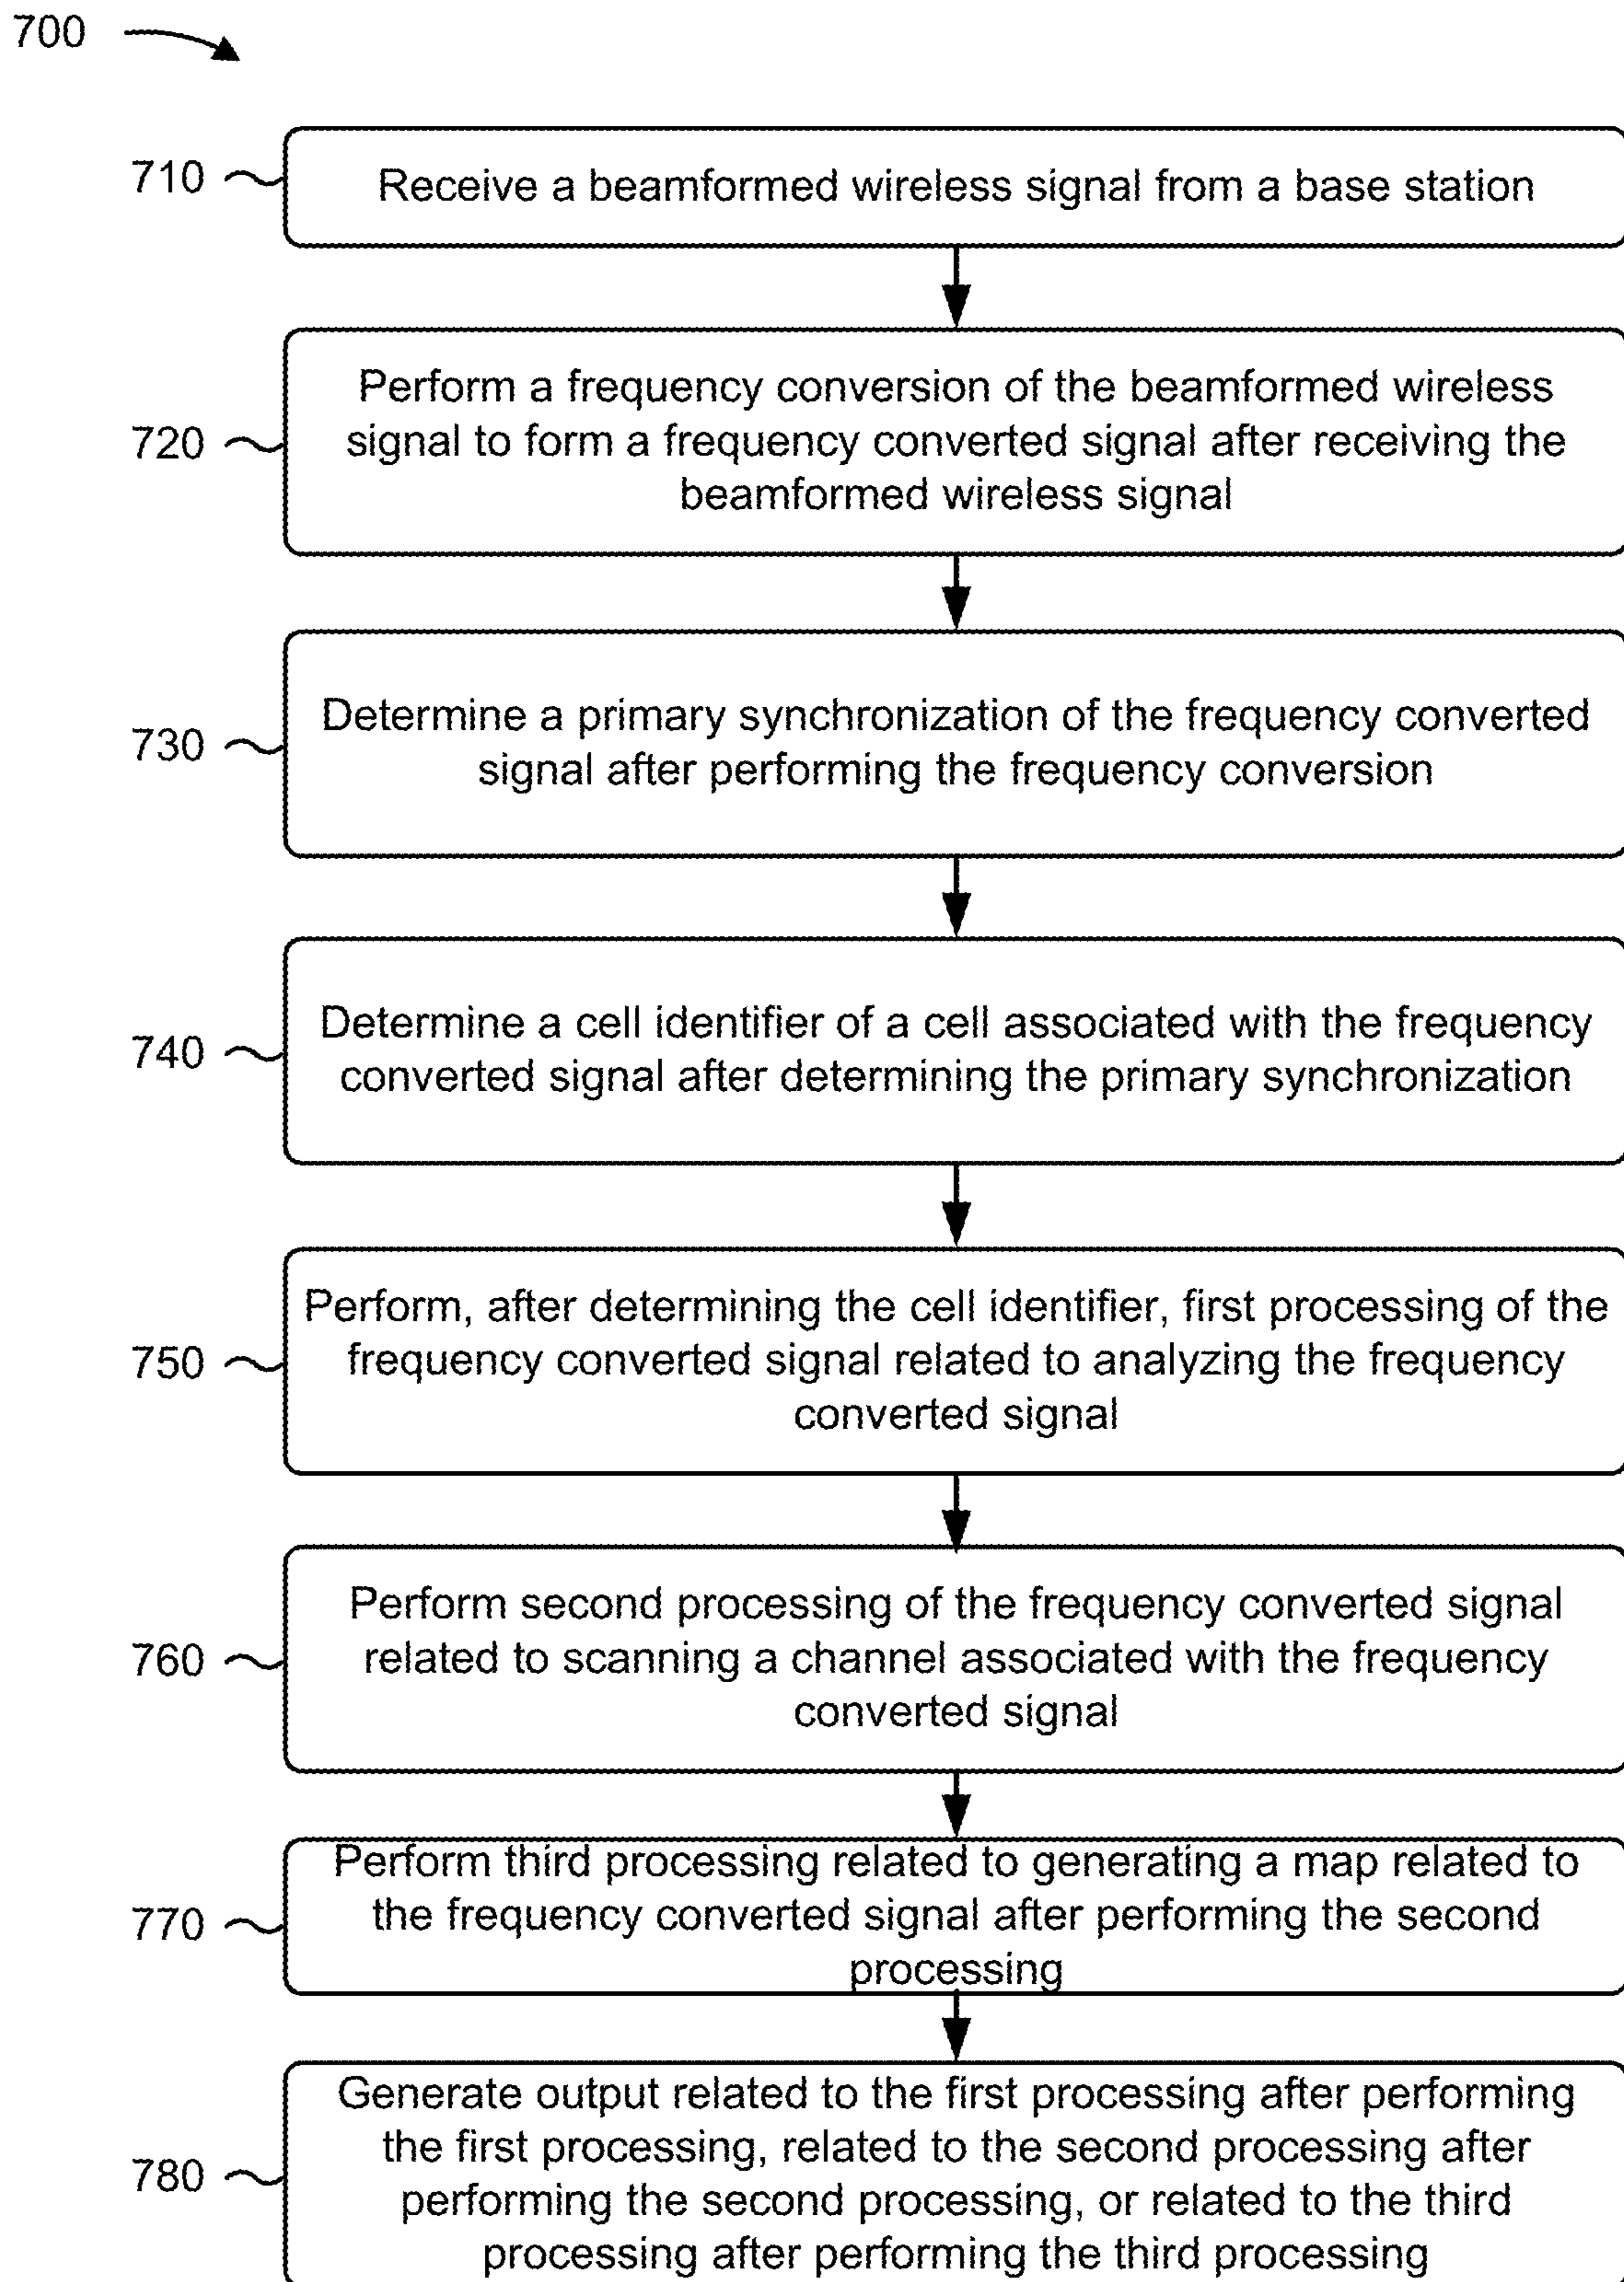 700
710
Receive a beamformed wireless signal from a base station
720
Perform a frequency conversion of the beamformed wireless
signal to form a frequency converted signal after receiving the
beamformed wireless signal
730
Determine a primary synchronization of the frequency converted
signal after performing the frequency conversion
740
Determine a cell identifier of a cell associated with the frequency
converted signal after determining the primary synchronization
750
Perform, after determining the cell identifier, first processing of the
frequency converted signal related to analyzing the frequency
converted signal
760
Perform second processing of the frequency converted signal
related to scanning a channel associated with the frequency
converted signal
770
Perform third processing related to generating a map related to
the frequency converted signal after performing the second
processing
780
Generate output related to the first processing after performing
the first processing, related to the second processing after
performing the second processing, or related to the third
processing after performing the third processing